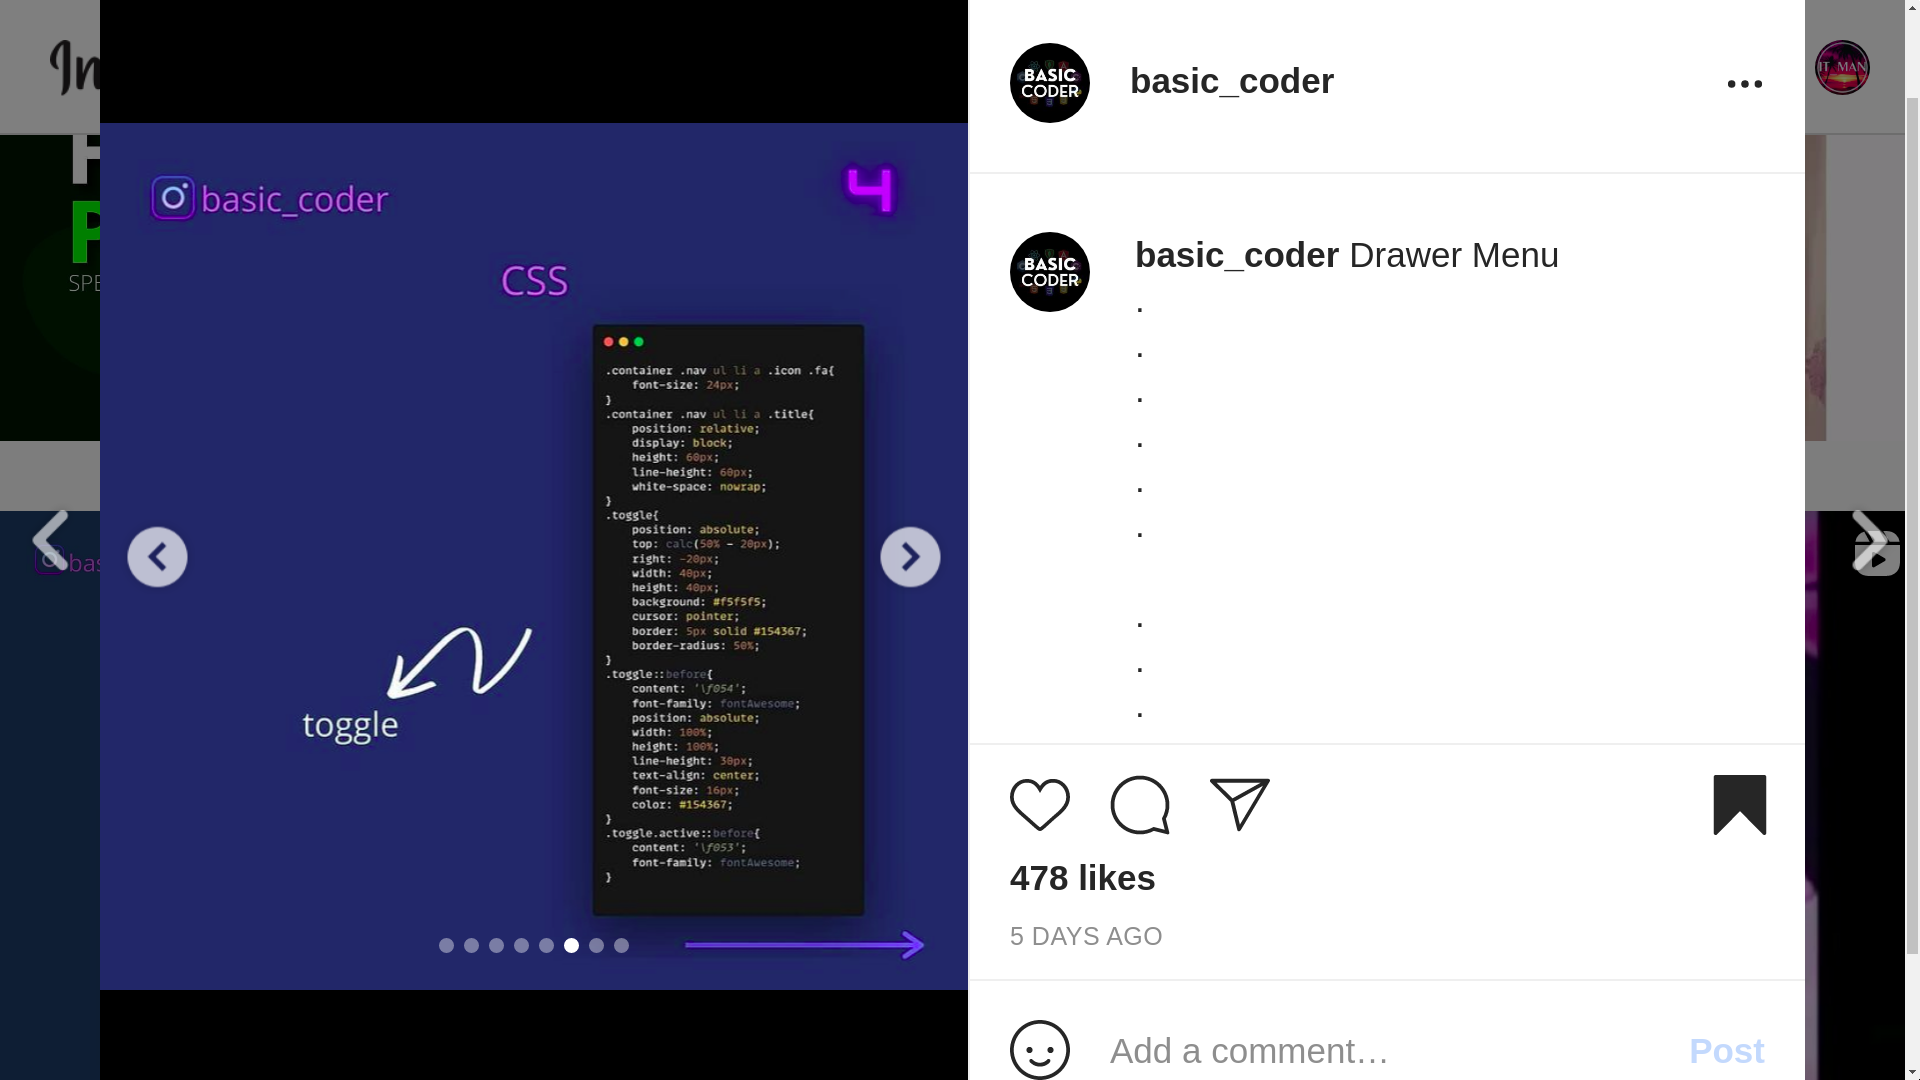 In
BASIC
CODER
basic_coder
IT MAN
basic_coder
4
CSS
SPE
bas
.container .nav ul li a .icon .fa{
font-size: 24px;
}
.container .nav ul li a .title{
position: relative;
display: block;
height: 60px;
line-height: 60px;
white-space: nowrap;
}
.toggle{
position: absolute;
top: calc(50% - 20px);
right: -20px;
width: 40px;
height: 40px;
background: #f5f5f5;
cursor: pointer;
border: 5px solid #154367;
border-radius: 50%;
}
.toggle::before{
content: '\f054';
font-family: fontAwesome;
position: absolute;
width: 100%;
height: 100%;
line-height: 30px;
text-align: center;
font-size: 16px;
color: #154367;
}
.toggle.active::before{
content: '\f053';
font-family: fontAwesome;
}
toggle
BASIC
CODER
basic_coder Drawer Menu
.
.
.
.
.
.
.
.
.
478 likes
5 DAYS AGO
Add a comment…
Post